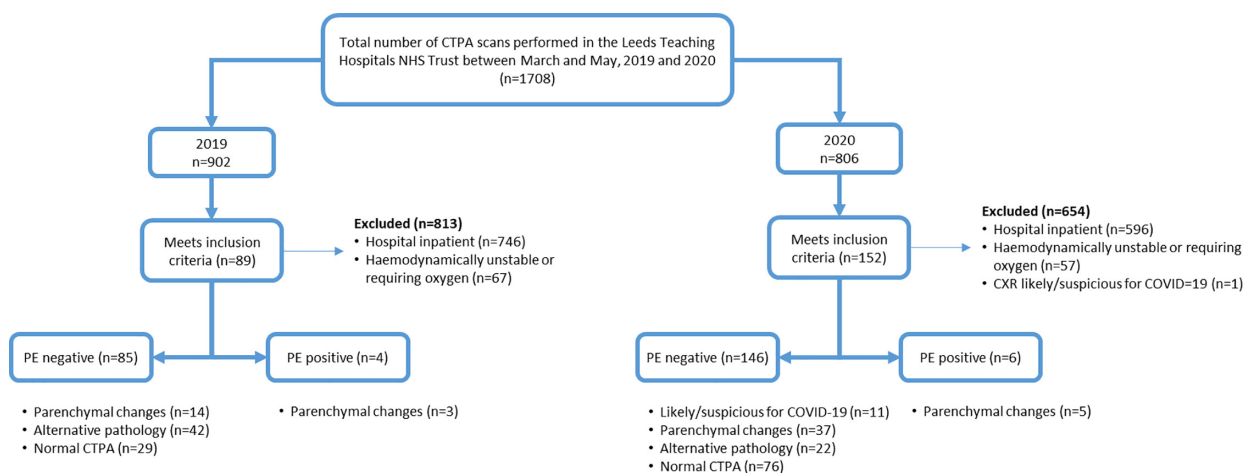 Total number of CTPA scans performed in the Leeds Teaching
Hospitals NHS Trust between March and May, 2019 and 2020
(n=1708)
2019
n=902
2020
n=806
Meets inclusion
criteria (n=89)
Excluded (n=813)
• Hospital inpatient (n=746)
• Haemodynamically unstable or
requiring oxygen (n=67)
Meets inclusion
criteria (n=152)
Excluded (n=654)
• Hospital inpatient (n=596)
• Haemodynamically unstable or requiring
oxygen (n=57)
• CXR likely/suspicious for COVID=19 (n=1)
PE negative (n=85)
PE positive (n=4)
PE negative (n=146)
PE positive (n=6)
• Parenchymal changes (n=14)
• Alternative pathology (n=42)
• Normal CTPA (n=29)
• Parenchymal changes (n=3)
• Likely/suspicious for COVID-19 (n=11)
• Parenchymal changes (n=37)
• Alternative pathology (n=22)
• Normal CTPA (n=76)
• Parenchymal changes (n=5)